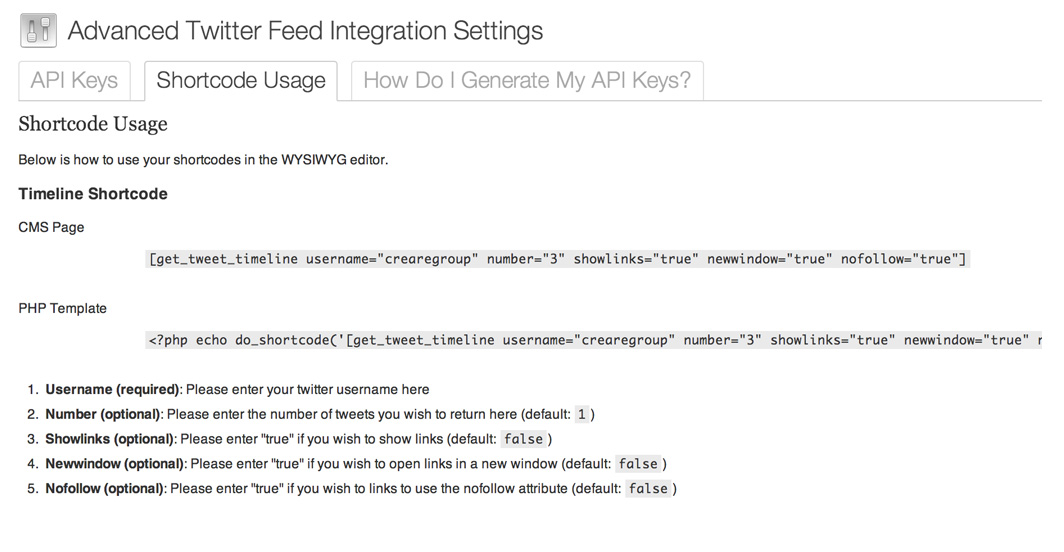 Advanced Twitter Feed Integration Settings
API Keys
Shortcode Usage
How Do I Generate My API Keys?
Shortcode Usage
Below is how to use your shortcodes in the WYSIWYG editor.
Timeline Shortcode
CMS Page
[get_tweet_timeline username="crearegroup" number="3" showlinks="true" newwindow="true" nofollow="true"]
PHP Template
<?php echo do_shortcode('[get_tweet_timeline username="crearegroup" number="3" showlinks="true" newwindow="true"
1. Username (required): Please enter your twitter username here
2. Number (optional): Please enter the number of tweets you wish to return here (default: 1 )
3. Showlinks (optional): Please enter "true" if you wish to show links (default: false )
4. Newwindow (optional): Please enter "true" if you wish to open links in a new window (default: false )
5. Nofollow (optional): Please enter "true" if you wish to links to use the nofollow attribute (default: false )